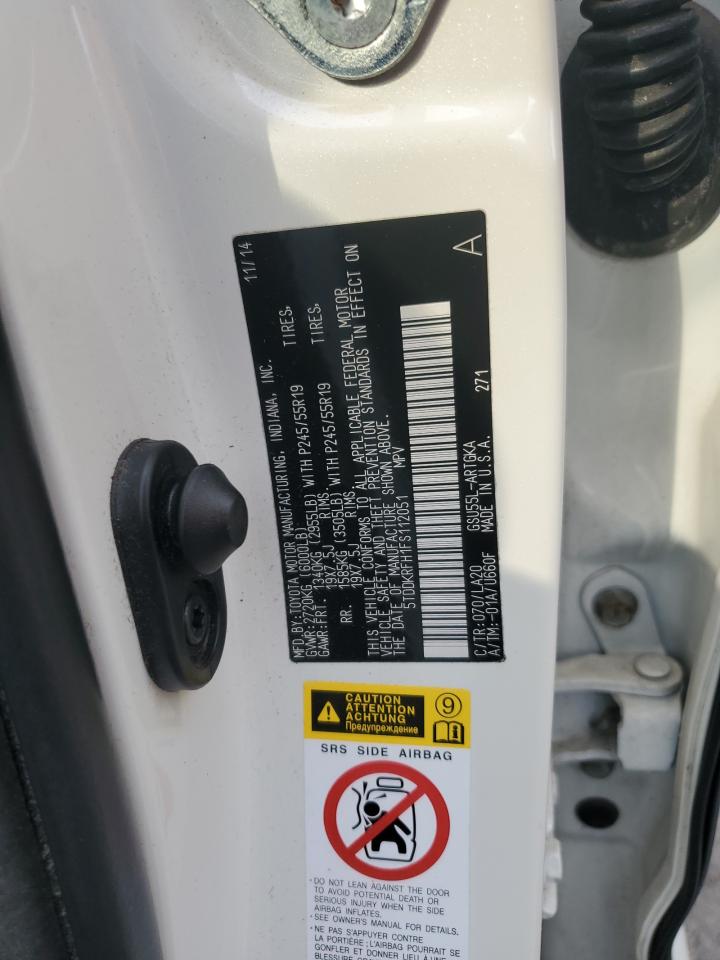 MFD.BY:TOYOTA MOTOR MANUFACTURING, INDIANA, INC. 11/14
GVWR:2720KG (6000LB)
GAWR:FRT. 1340KG (2955LB) WITH P245/55R19 TIRES,
19X7.5J RIMS.
RR. 1585KG (3505LB) WITH P245/55R19 TIRES,
19X7.5J RIMS.
THIS VEHICLE CONFORMS TO ALL APPLICABLE FEDERAL MOTOR
VEHICLE SAFETY AND THEFT PREVENTION STANDARDS IN EFFECT ON
THE DATE OF MANUFACTURE SHOWN ABOVE.
5TDDKRFH1FS112051 MPV
C/TR:070/LA20 GSU55L-ARTGKA 271 A
A/TM:-01A/U660F MADE IN U.S.A.
CAUTION
ATTENTION
ACHTUNG
Предупреждение
9
SRS SIDE AIRBAG
·DO NOT LEAN AGAINST THE DOOR
TO AVOID POTENTIAL DEATH OR
SERIOUS INJURY WHEN THE SIDE
AIRBAG INFLATES.
·SEE OWNER'S MANUAL FOR DETAILS.
·NE PAS S'APPUYER CONTRE
LA PORTIÈRE; L'AIRBAG POURRAIT SE
GONFLER ET DONNER LIEU À UNE